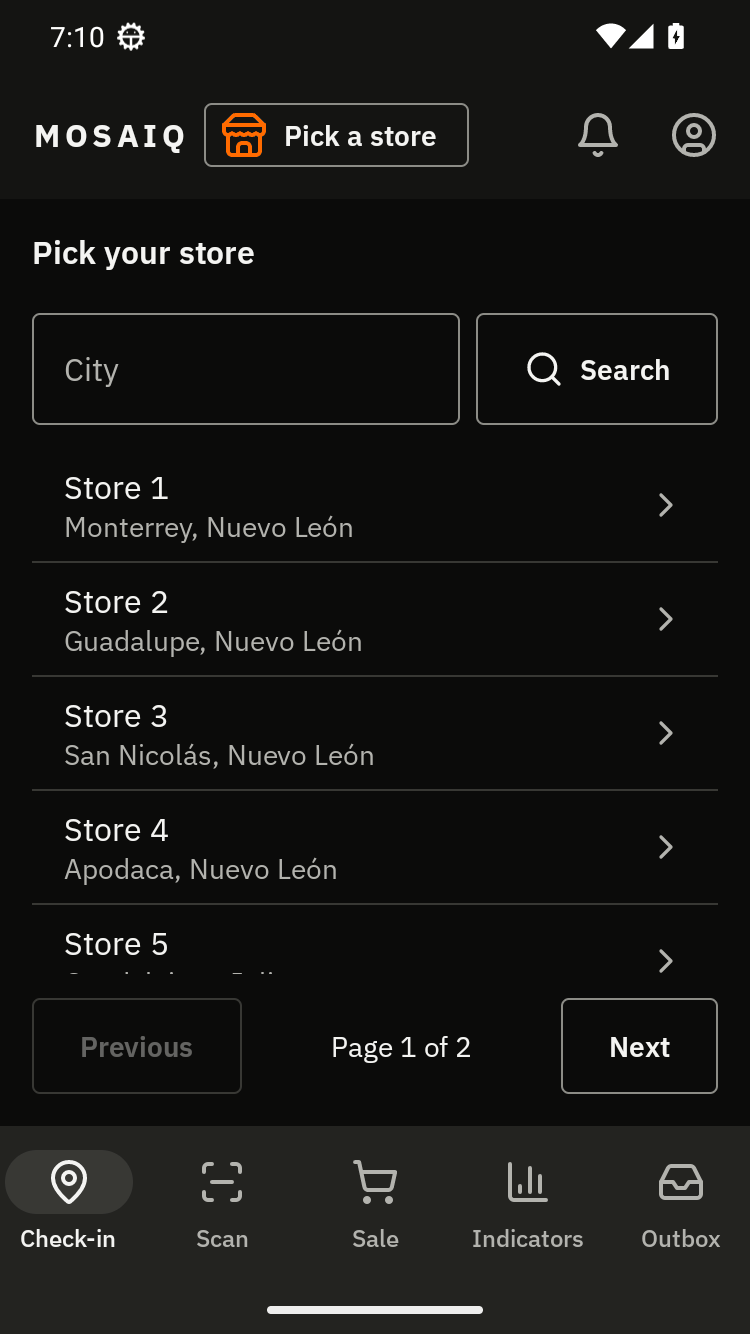 7:10
MOSAIQ
Pick a store
Pick your store
City
Search
Store 1
Monterrey, Nuevo León
Store 2
Guadalupe, Nuevo León
Store 3
San Nicolás, Nuevo León
Store 4
Apodaca, Nuevo León
Store 5
Previous
Page 1 of 2
Next
Check-in
Scan
Sale
Indicators
Outbox